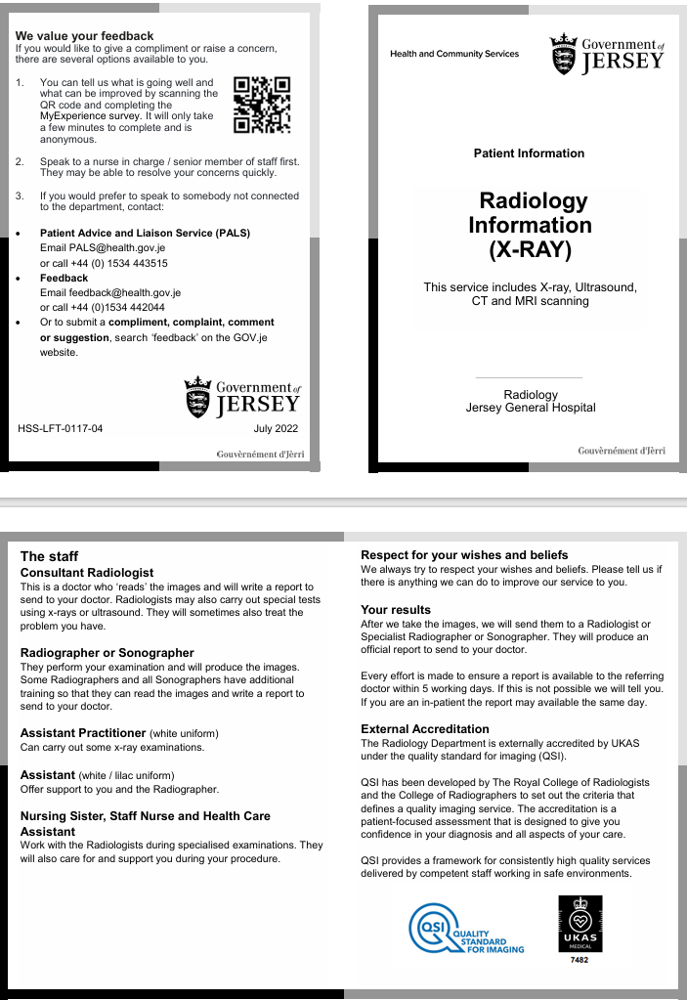 We value your feedback
If you would like to give a compliment or raise a concern,
there are several options available to you.
1. You can tell us what is going well and
what can be improved by scanning the
QR code and completing the
MyExperience survey. It will only take
a few minutes to complete and is
anonymous.
2. Speak to a nurse in charge / senior member of staff first.
They may be able to resolve your concerns quickly.
3. If you would prefer to speak to somebody not connected
to the department, contact:
• Patient Advice and Liaison Service (PALS)
Email PALS@health.gov.je
or call +44 (0) 1534 443515
• Feedback
Email feedback@health.gov.je
or call +44 (0)1534 442044
• Or to submit a compliment, complaint, comment
or suggestion, search ‘feedback’ on the GOV.je
website.
Government of
JERSEY
HSS-LFT-0117-04 July 2022
Gouvèrnément d'Jèrri
Health and Community Services
Government of
JERSEY
Patient Information
Radiology
Information
(X-RAY)
This service includes X-ray, Ultrasound,
CT and MRI scanning
Radiology
Jersey General Hospital
Gouvèrnément d'Jèrri
The staff
Consultant Radiologist
This is a doctor who ‘reads’ the images and will write a report to
send to your doctor. Radiologists may also carry out special tests
using x-rays or ultrasound. They will sometimes also treat the
problem you have.
Radiographer or Sonographer
They perform your examination and will produce the images.
Some Radiographers and all Sonographers have additional
training so that they can read the images and write a report to
send to your doctor.
Assistant Practitioner (white uniform)
Can carry out some x-ray examinations.
Assistant (white / lilac uniform)
Offer support to you and the Radiographer.
Nursing Sister, Staff Nurse and Health Care
Assistant
Work with the Radiologists during specialised examinations. They
will also care for and support you during your procedure.
Respect for your wishes and beliefs
We always try to respect your wishes and beliefs. Please tell us if
there is anything we can do to improve our service to you.
Your results
After we take the images, we will send them to a Radiologist or
Specialist Radiographer or Sonographer. They will produce an
official report to send to your doctor.
Every effort is made to ensure a report is available to the referring
doctor within 5 working days. If this is not possible we will tell you.
If you are an in-patient the report may available the same day.
External Accreditation
The Radiology Department is externally accredited by UKAS
under the quality standard for imaging (QSI).
QSI has been developed by The Royal College of Radiologists
and the College of Radiographers to set out the criteria that
defines a quality imaging service. The accreditation is a
patient-focused assessment that is designed to give you
confidence in your diagnosis and all aspects of your care.
QSI provides a framework for consistently high quality services
delivered by competent staff working in safe environments.
QSI QUALITY
STANDARD
FOR IMAGING
UKAS
MEDICAL
7482